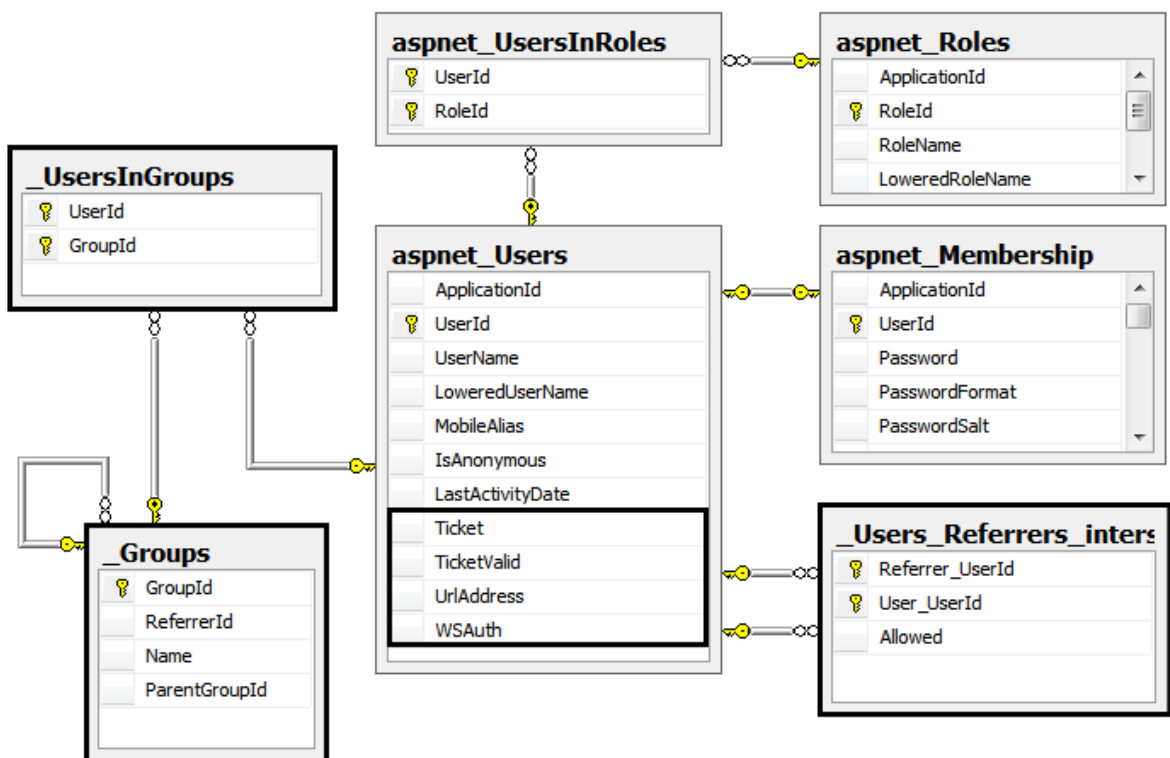 aspnet_UsersInRoles
UserId
RoleId
aspnet_Roles
ApplicationId
RoleId
RoleName
LoweredRoleName
_UsersInGroups
UserId
GroupId
aspnet_Users
ApplicationId
UserId
UserName
LoweredUserName
MobileAlias
IsAnonymous
LastActivityDate
Ticket
TicketValid
UrlAddress
WSAuth
aspnet_Membership
ApplicationId
UserId
Password
PasswordFormat
PasswordSalt
_Groups
GroupId
ReferrerId
Name
ParentGroupId
_Users_Referrers_inters
Referrer_UserId
User_UserId
Allowed